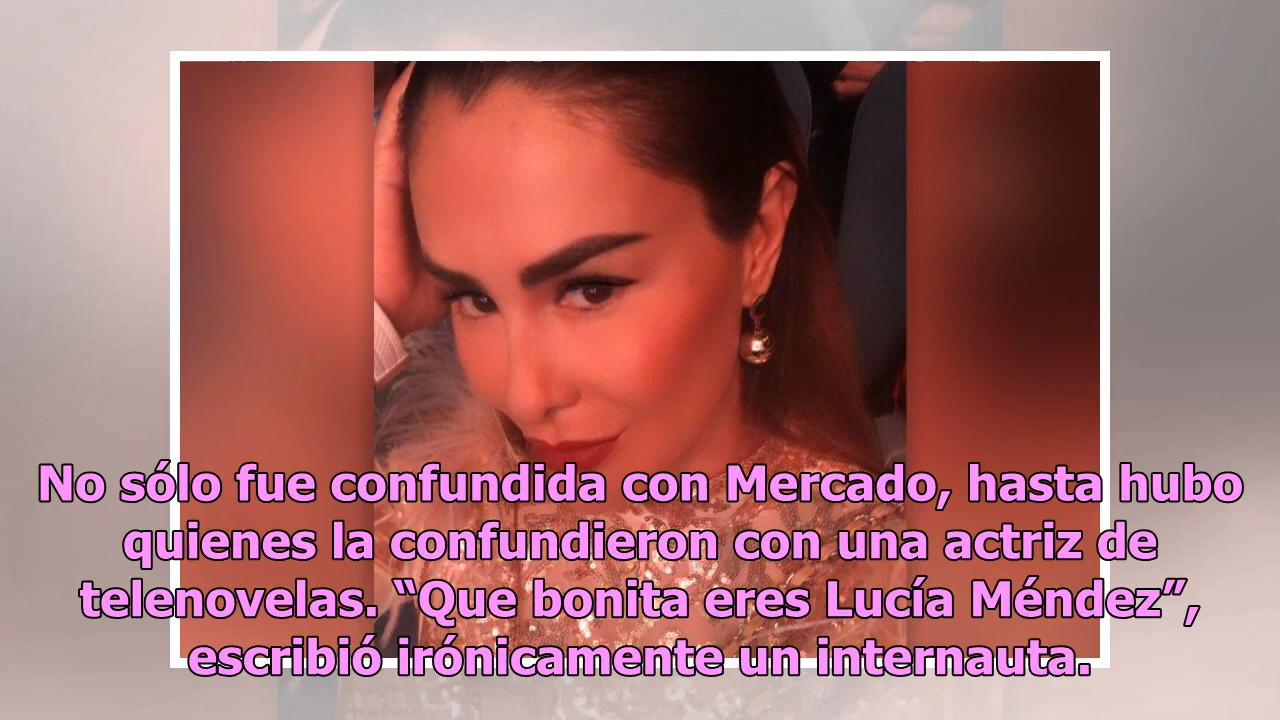 No sólo fue confundida con Mercado, hasta hubo
quienes la confundieron con una actriz de
telenovelas. “Que bonita eres Lucía Méndez”,
escribió irónicamente un internauta.